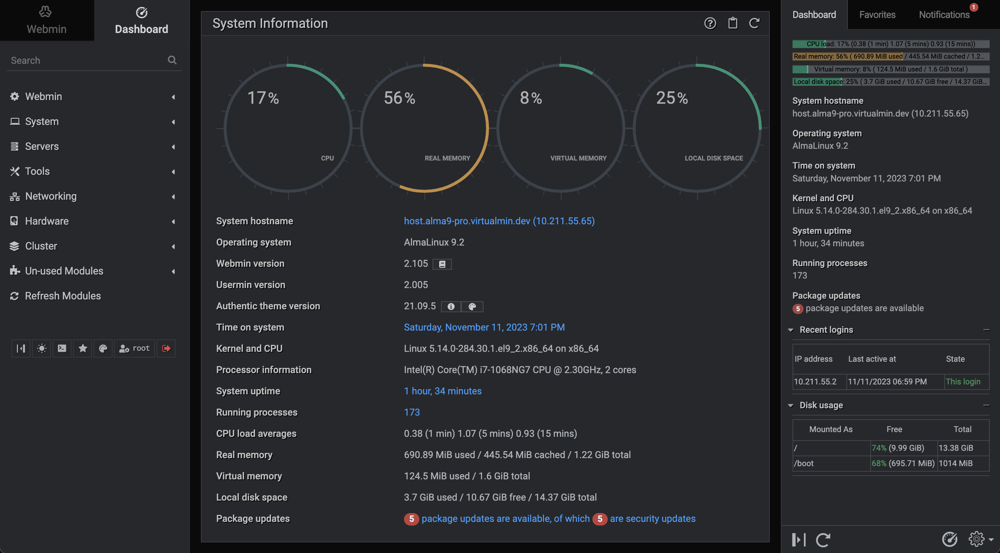 Webmin
Dashboard
Search
Webmin
System
Servers
Tools
Networking
Hardware
Cluster
Un-used Modules
Refresh Modules
root
System Information
17%
CPU
56%
REAL MEMORY
8%
VIRTUAL MEMORY
25%
LOCAL DISK SPACE
System hostname host.alma9-pro.virtualmin.dev (10.211.55.65)
Operating system AlmaLinux 9.2
Webmin version 2.105
Usermin version 2.005
Authentic theme version 21.09.5
Time on system Saturday, November 11, 2023 7:01 PM
Kernel and CPU Linux 5.14.0-284.30.1.el9_2.x86_64 on x86_64
Processor information Intel(R) Core(TM) i7-1068NG7 CPU @ 2.30GHz, 2 cores
System uptime 1 hour, 34 minutes
Running processes 173
CPU load averages 0.38 (1 min) 1.07 (5 mins) 0.93 (15 mins)
Real memory 690.89 MiB used / 445.54 MiB cached / 1.22 GiB total
Virtual memory 124.5 MiB used / 1.6 GiB total
Local disk space 3.7 GiB used / 10.67 GiB free / 14.37 GiB total
Package updates 5 package updates are available, of which 5 are security updates
Dashboard Favorites Notifications 1
CPU load: 17% (0.38 (1 min) 1.07 (5 mins) 0.93 (15 mins))
Real memory: 56% ( 690.89 MiB used / 445.54 MiB cached / 1.2...
Virtual memory: 8% ( 124.5 MiB used / 1.6 GiB total )
Local disk space: 25% ( 3.7 GiB used / 10.67 GiB free / 14.37 GiB...
System hostname
host.alma9-pro.virtualmin.dev (10.211.55.65)
Operating system
AlmaLinux 9.2
Time on system
Saturday, November 11, 2023 7:01 PM
Kernel and CPU
Linux 5.14.0-284.30.1.el9_2.x86_64 on x86_64
System uptime
1 hour, 34 minutes
Running processes
173
Package updates
5 package updates are available
Recent logins
IP address Last active at State
10.211.55.2 11/11/2023 06:59 PM This login
Disk usage
Mounted As Free Total
/ 74% (9.99 GiB) 13.38 GiB
/boot 68% (695.71 MiB) 1014 MiB